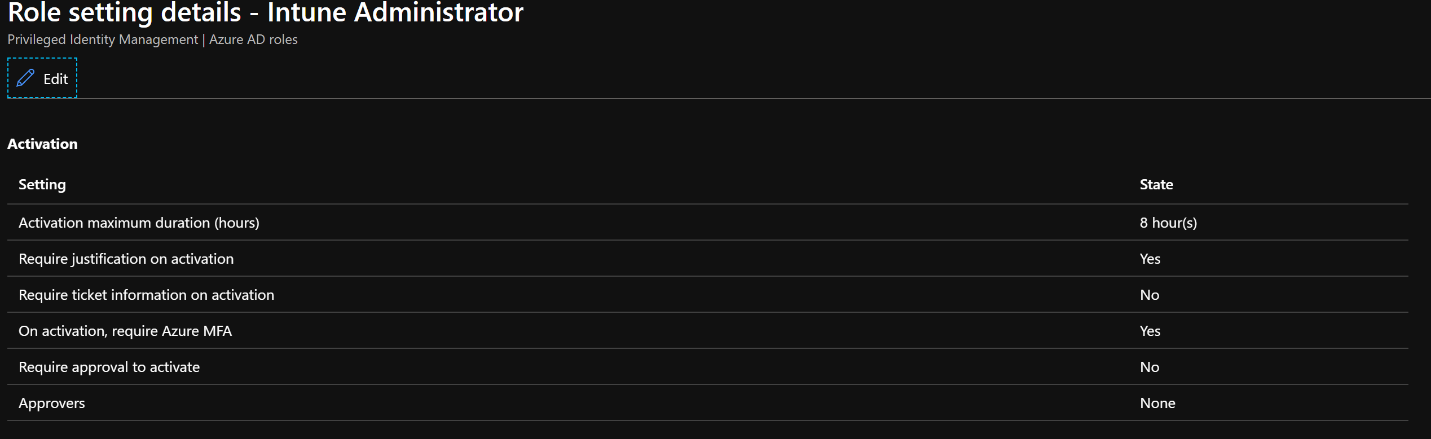 Role setting details - Intune Administrator
Privileged Identity Management | Azure AD roles
Edit
Activation
Setting State
Activation maximum duration (hours) 8 hour(s)
Require justification on activation Yes
Require ticket information on activation No
On activation, require Azure MFA Yes
Require approval to activate No
Approvers None